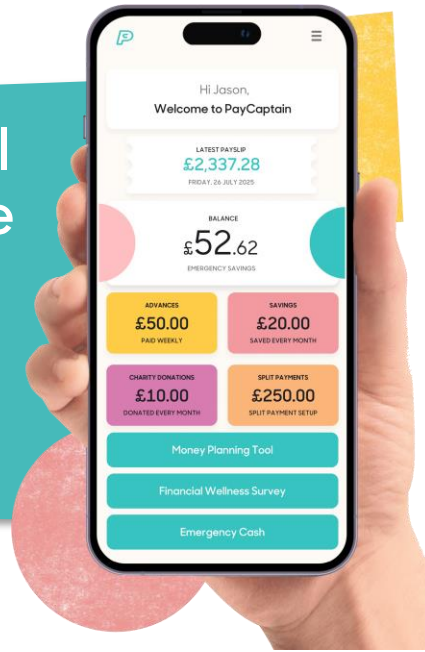 l
e
Hi Jason,
Welcome to PayCaptain
LATEST PAYSLIP
£2,337.28
FRIDAY, 26 JULY 2025
BALANCE
£52.62
EMERGENCY SAVINGS
ADVANCES
£50.00
PAID WEEKLY
SAVINGS
£20.00
SAVED EVERY MONTH
CHARITY DONATIONS
£10.00
DONATED EVERY MONTH
SPLIT PAYMENTS
£250.00
SPLIT PAYMENT SETUP
Money Planning Tool
Financial Wellness Survey
Emergency Cash